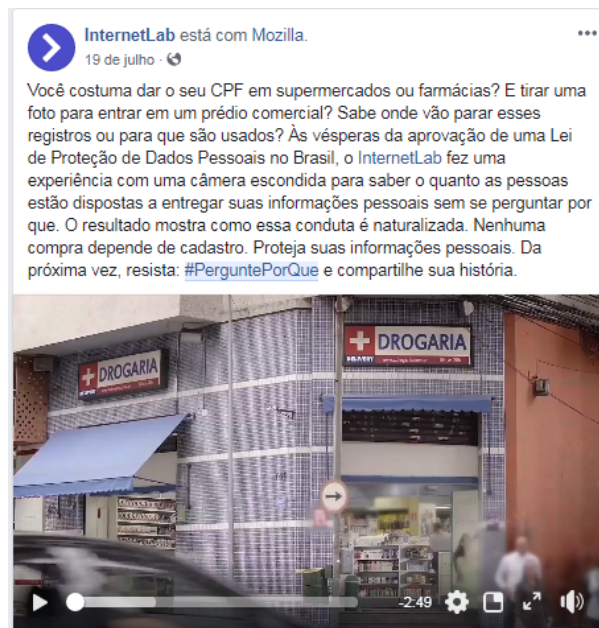 InternetLab está com Mozilla.
19 de julho ·
Você costuma dar o seu CPF em supermercados ou farmácias? E tirar uma
foto para entrar em um prédio comercial? Sabe onde vão parar esses
registros ou para que são usados? Às vésperas da aprovação de uma Lei
de Proteção de Dados Pessoais no Brasil, o InternetLab fez uma
experiência com uma câmera escondida para saber o quanto as pessoas
estão dispostas a entregar suas informações pessoais sem se perguntar por
que. O resultado mostra como essa conduta é naturalizada. Nenhuma
compra depende de cadastro. Proteja suas informações pessoais. Da
próxima vez, resista: #PerguntePorQue e compartilhe sua história.
DROGARIA
DROGARIA
DELIVERY
-2:49